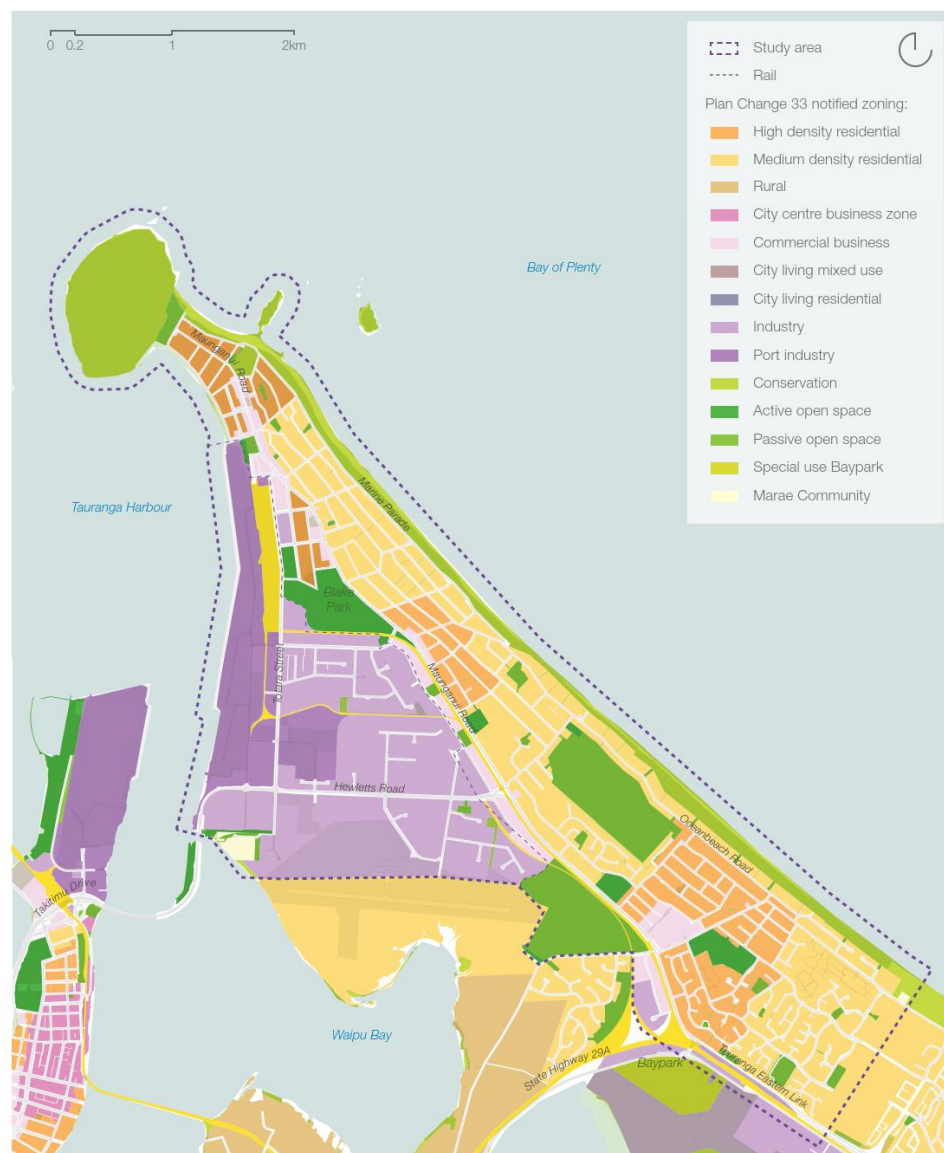 0 0.2 1 2km
Study area
Rail
Plan Change 33 notified zoning:
High density residential
Medium density residential
Rural
City centre business zone
Commercial business
City living mixed use
City living residential
Industry
Port industry
Conservation
Active open space
Passive open space
Special use Baypark
Marae Community
Bay of Plenty
Maunganui Road
Marine Parade
Tauranga Harbour
Blake
Park
Totara Street
Maunganui Road
Hewletts Road
Oceanbeach Road
Takitimu Drive
Waipu Bay
State Highway 29A
Baypark
Tauranga Eastern Link